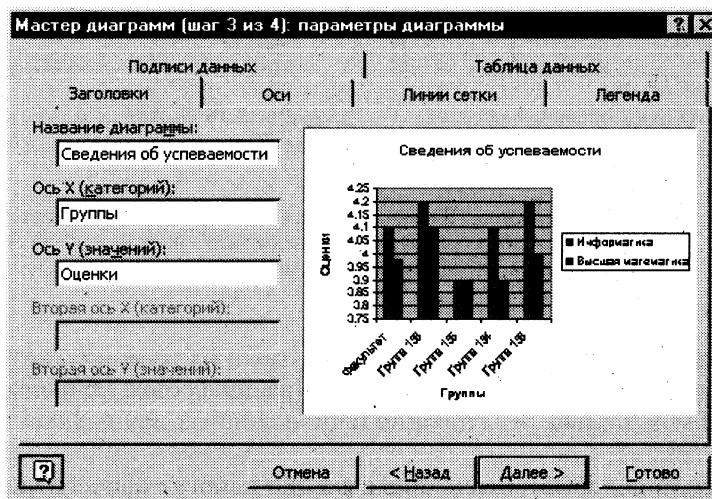 Мастер диаграмм (шаг 3 из 4): параметры диаграммы
Подписи данных
Таблица данных
Заголовки
Оси
Линии сетки
Легенда
Название диаграммы:
Сведения об успеваемости
Ось X (категорий):
Группы
Ось Y (значений):
Оценки
Вторая ось X (категорий):
Вторая ось Y (значений):
Сведения об успеваемости
4.25
4.2
4.15
4.1
4.05
4
3.95
3.9
3.85
3.8
3.75
Оценки
Факультет
Группа
Группа
Группа
Группа
Группы
Информатика
Высшая математика
Отмена
< Назад
Далее >
Готово